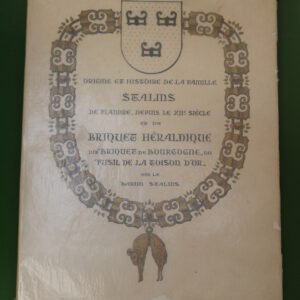 ORIGINE ET HISTOIRE DE LA FAMILLE
STALINS
DE FLANDRE, DEPUIS LE XIIe SIÈCLE
ET DU
BRIQUET HÉRALDIQUE
DIT BRIQUET DE BOURGOGNE, OU
FUSIL DE LA TOISON D'OR
PAR LE
BARON STALINS